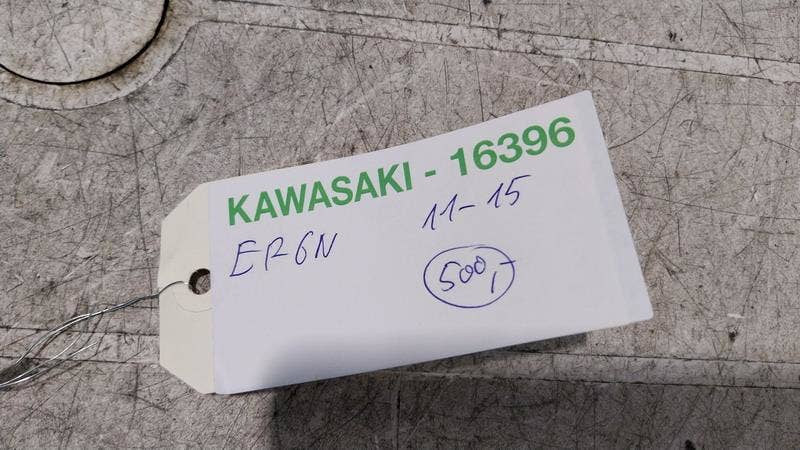 KAWASAKI - 16396
ER6N 11-15
500,-